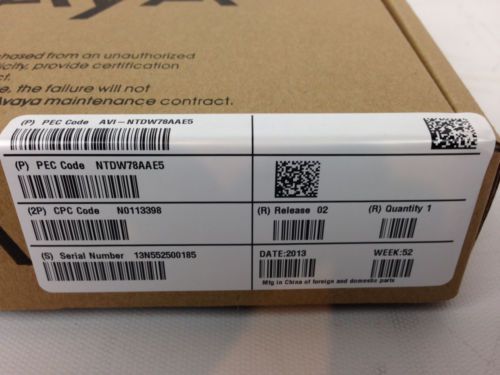 AYA
chased from an unauthorized
icity, provide certification
ct.
e, the failure will not
Avaya maintenance contract.
(P) PEC Code AVI-NTDW78AAE5
(P) PEC Code NTDW78AAE5
(2P) CPC Code N0113398
(R) Release 02
(R) Quantity 1
(S) Serial Number 13N552500185
DATE:2013
WEEK:52
Mfg in China of foreign and domestic parts